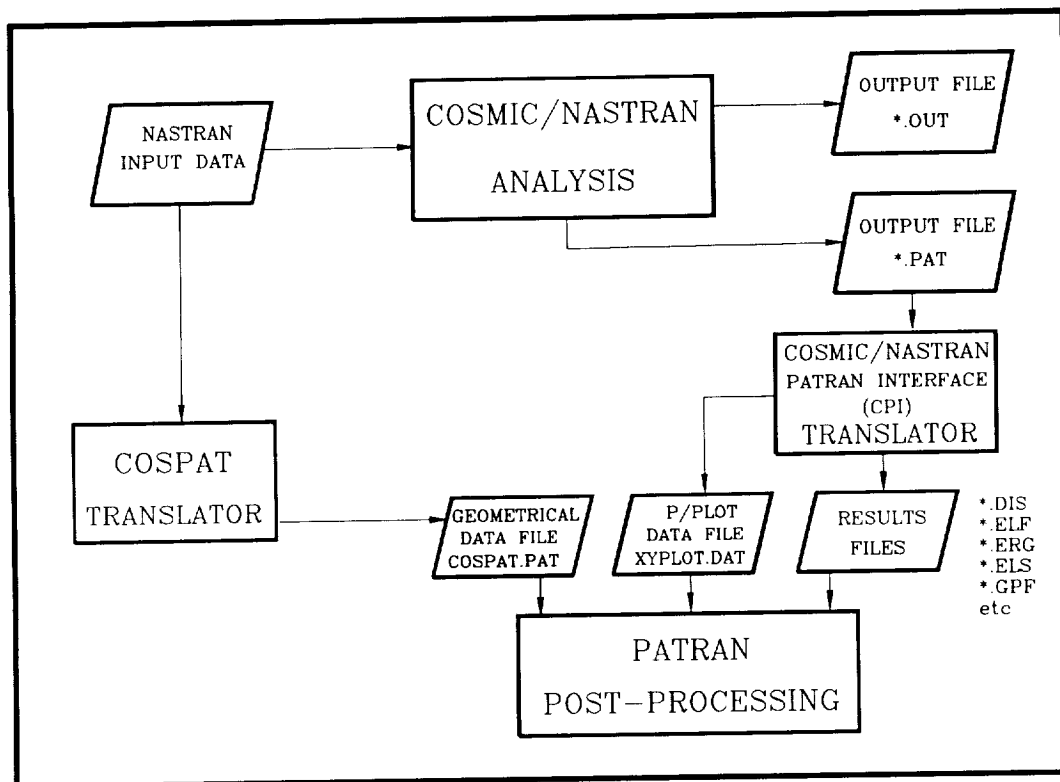 NASTRAN
INPUT DATA
COSMIC/NASTRAN
ANALYSIS
OUTPUT FILE
*.OUT
OUTPUT FILE
*.PAT
COSMIC/NASTRAN
PATRAN INTERFACE
(CPI)
TRANSLATOR
COSPAT
TRANSLATOR
GEOMETRICAL
DATA FILE
COSPAT.PAT
P/PLOT
DATA FILE
XYPLOT.DAT
RESULTS
FILES
*.DIS
*.ELF
*.ERG
*.ELS
*.GPF
etc
PATRAN
POST-PROCESSING